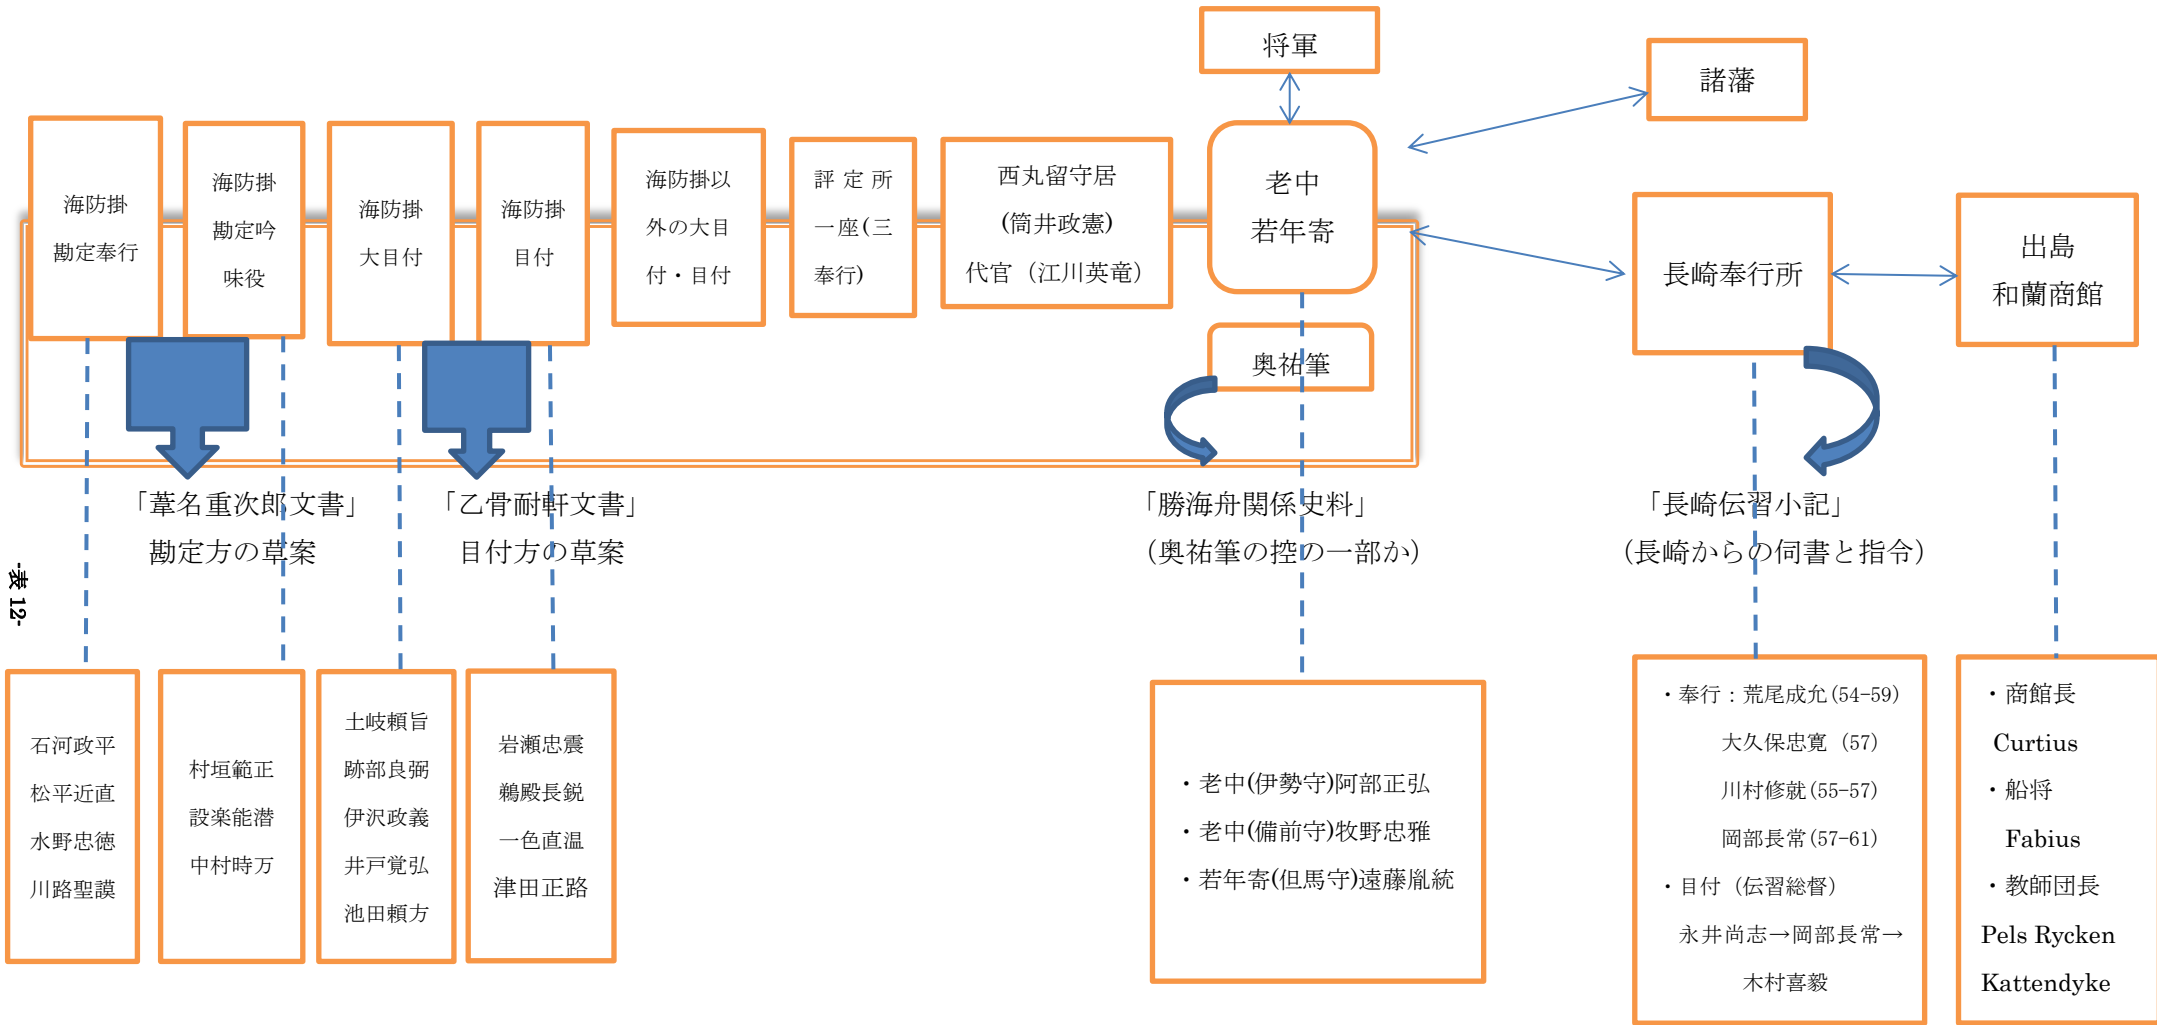 将軍
諸藩
海防掛
勘定奉行
海防掛
勘定吟
味役
海防掛
大目付
海防掛
目付
海防掛以
外の大目
付・目付
評定所
一座(三
奉行)
西丸留守居
(筒井政憲)
代官（江川英竜）
老中
若年寄
奥祐筆
長崎奉行所
出島
和蘭商館
「葦名重次郎文書」
勘定方の草案
「乙骨耐軒文書」
目付方の草案
「勝海舟関係史料」
（奥祐筆の控の一部か）
「長崎伝習小記」
（長崎からの伺書と指令）
-表 12-
石河政平
松平近直
水野忠徳
川路聖謨
村垣範正
設楽能潜
中村時万
土岐頼旨
跡部良弼
伊沢政義
井戸覚弘
池田頼方
岩瀬忠震
鵜殿長鋭
一色直温
津田正路
・老中(伊勢守)阿部正弘
・老中(備前守)牧野忠雅
・若年寄(但馬守)遠藤胤統
・奉行：荒尾成允(54-59)
大久保忠寛（57）
川村修就(55-57)
岡部長常(57-61)
・目付（伝習総督）
永井尚志→岡部長常→
木村喜毅
・商館長
Curtius
・船将
Fabius
・教師団長
Pels Rycken
Kattendyke